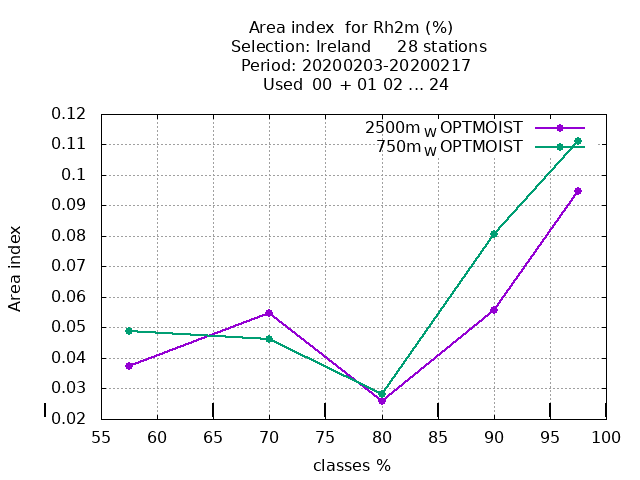 Area index  for Rh2m (%)
Selection: Ireland     28 stations
Period: 20200203-20200217
Used  00 + 01 02 ... 24
0.12
0.11
0.1
0.09
0.08
0.07
0.06
0.05
0.04
0.03
0.02
Area index
2500m W OPTMOIST
750m W OPTMOIST
55 60 65 70 75 80 85 90 95 100
classes %